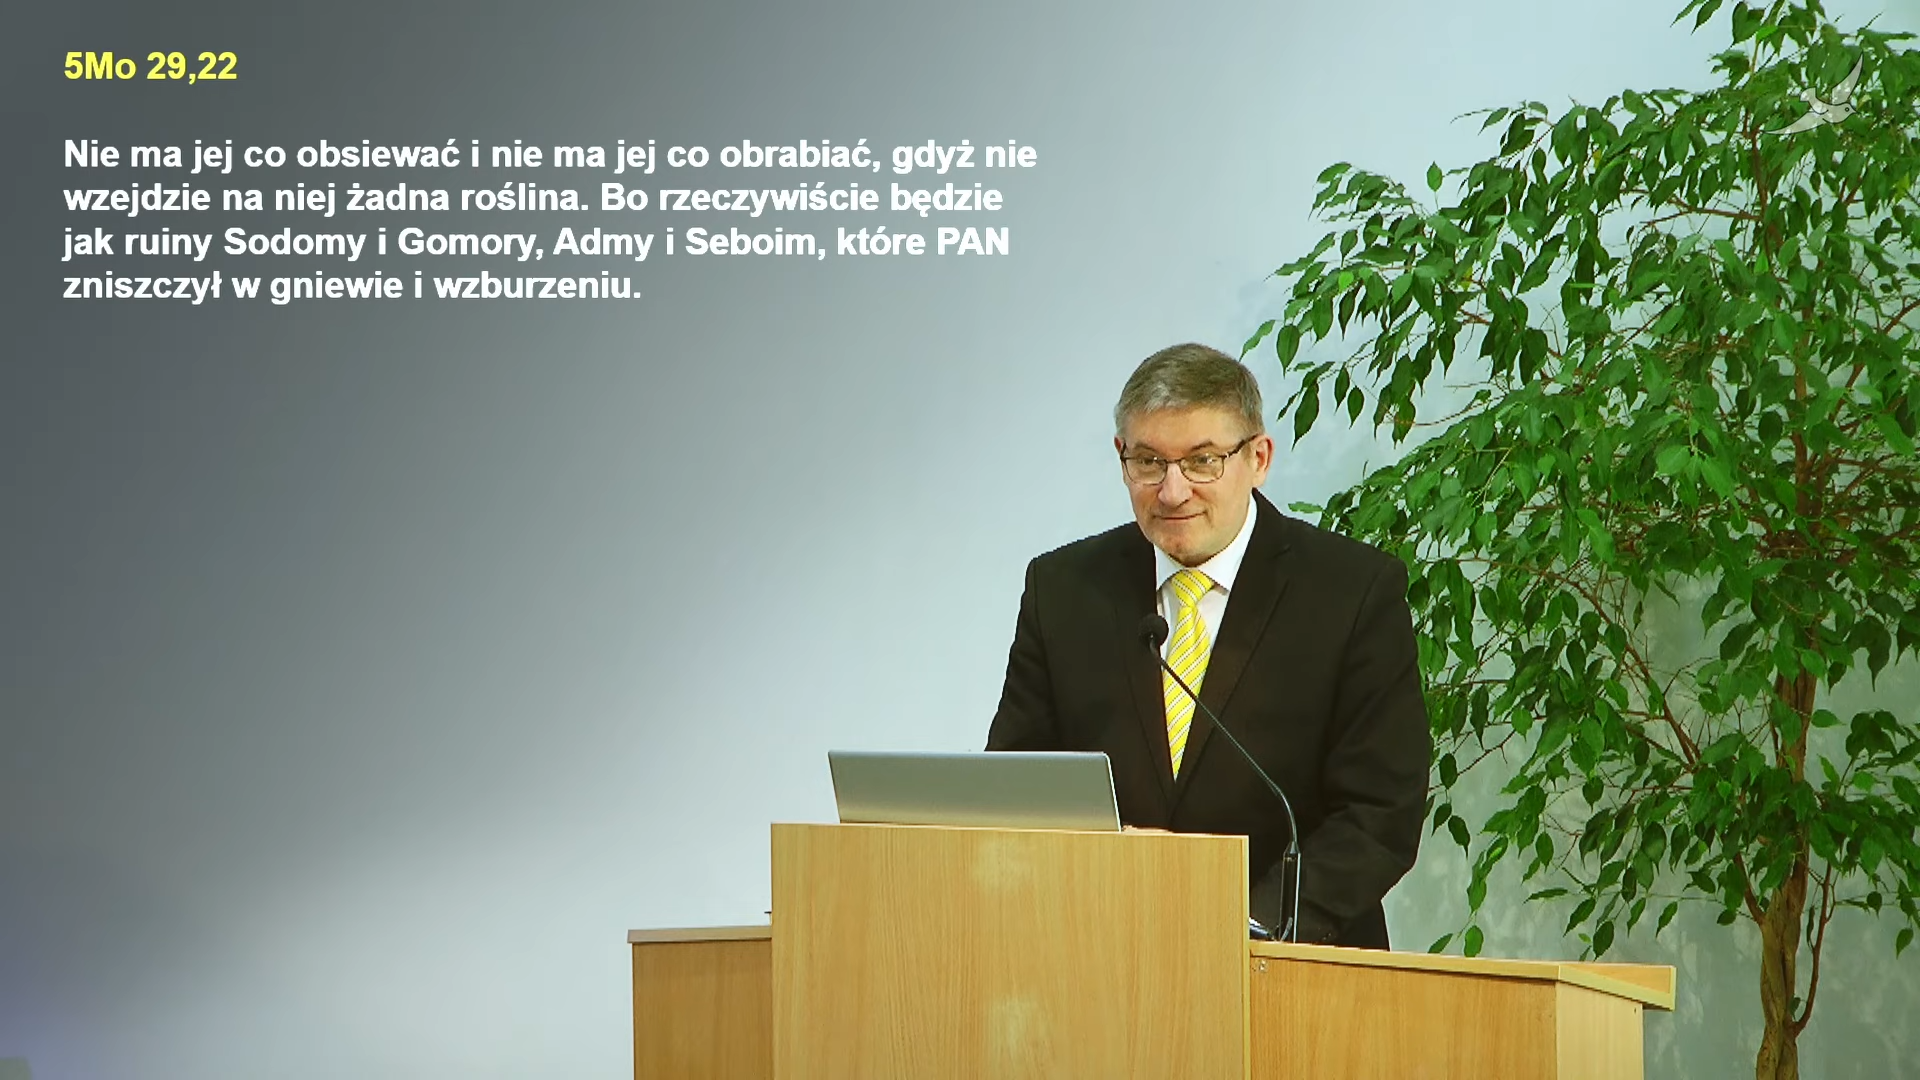 5Mo 29,22
Nie ma jej co obsiewać i nie ma jej co obrabiać, gdyż nie
wzejdzie na niej żadna roślina. Bo rzeczywiście będzie
jak ruiny Sodomy i Gomory, Admy i Seboim, które PAN
zniszczył w gniewie i wzburzeniu.